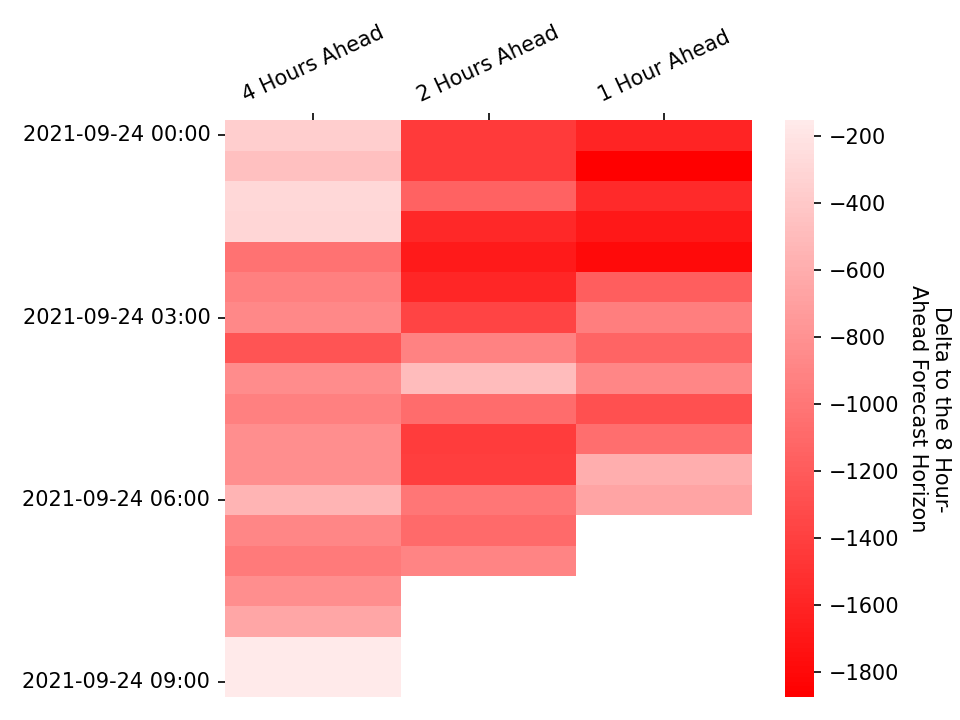 4 Hours Ahead
2 Hours Ahead
1 Hour Ahead
2021-09-24 00:00
2021-09-24 03:00
2021-09-24 06:00
2021-09-24 09:00
−200
−400
−600
−800
−1000
−1200
−1400
−1600
−1800
Delta to the 8 Hour-
Ahead Forecast Horizon